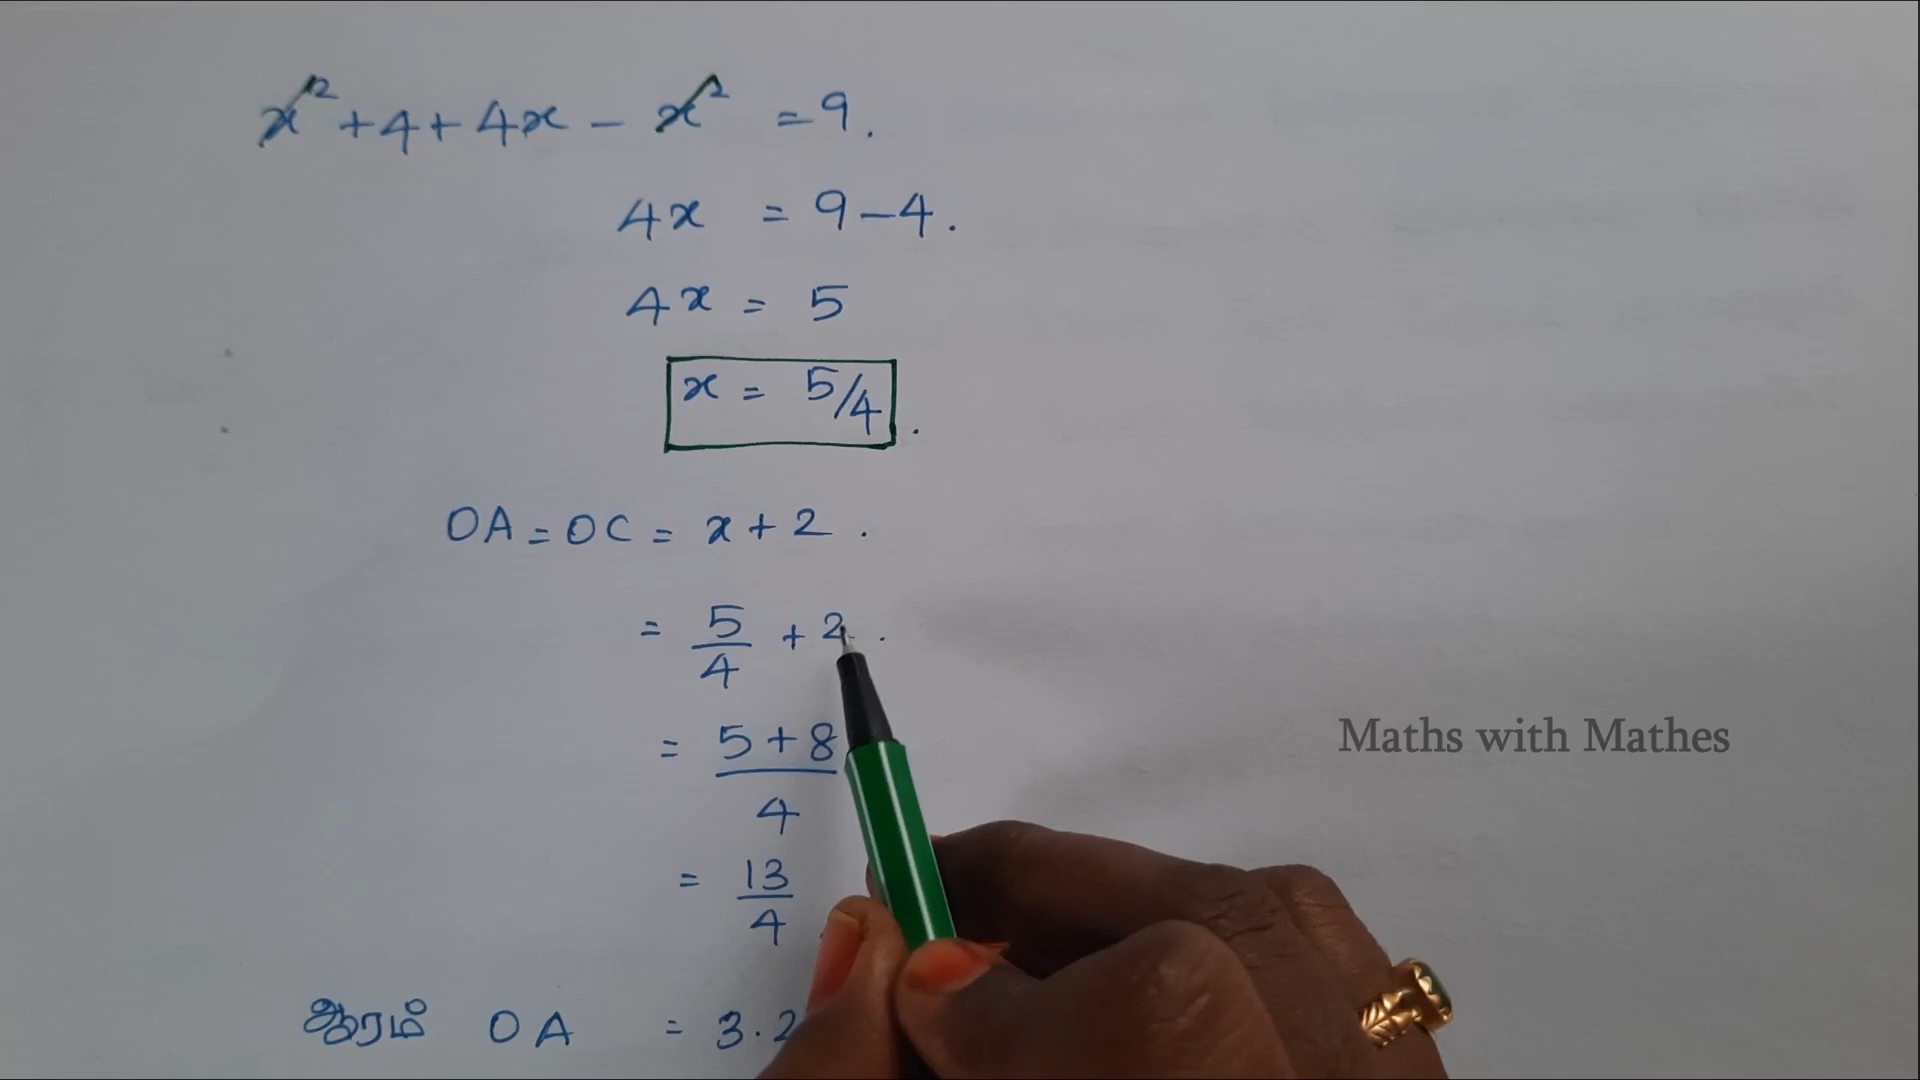 x² + 4 + 4x - x² = 9.
4x = 9 - 4.
4x = 5
x = 5/4.
OA = OC = x + 2.
= 5/4 + 2.
= 5+8/4
= 13/4
ஆரம் OA = 3.2
Maths with Mathes